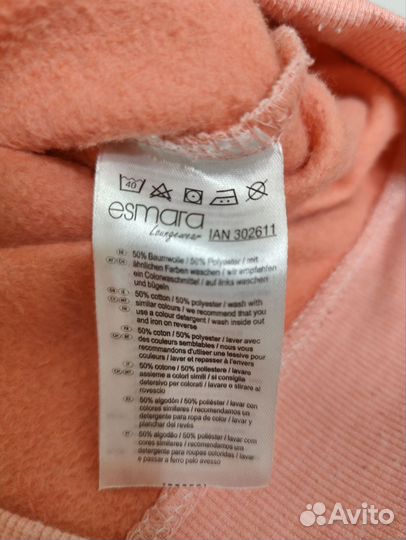 40
esmara
Loungewear IAN 302611
50% Baumwolle / 50% Polyester / mit
ähnlichen Farben waschen / wir empfehlen
ein Colorwaschmittel / auf links waschen
und bügeln
50% cotton / 50% polyester / wash with
similar colours / we recommend that you
use a colour detergent / wash inside out
and iron on reverse
50% coton / 50% polyester / laver avec
des couleurs semblables / nous vous
recommandons d'utiliser une lessive pour
couleurs / laver et repasser à l'envers
50% cotone / 50% poliestere / lavare
assieme a colori simili / si consiglia
detersivo per colorati / lavare o stirare al
rovescio
50% algodón / 50% poliéster / lavar con
colores similares / recomendamos un
detergente para ropa de color / lavar y
planchar del revés
50% algodão / 50% poliéster / lavar com
cores similares / recomendamos um
detergente para roupas coloridas / lavar
e passar a ferro pelo avesso
Avito